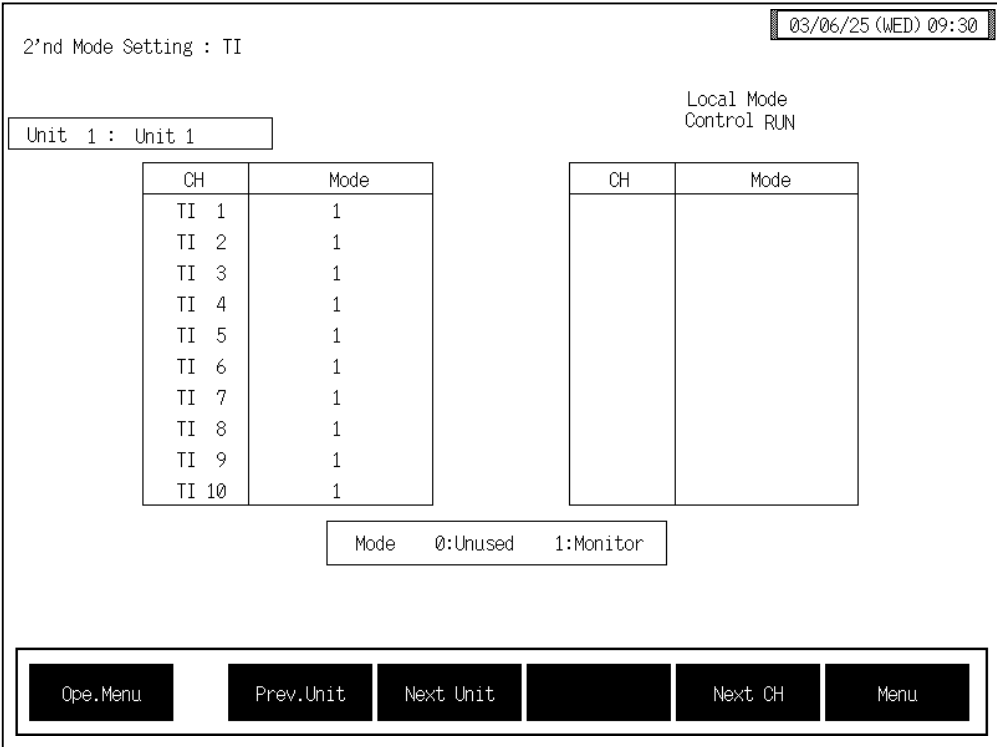 03/06/25(WED) 09:30
2'nd Mode Setting : TI
Local Mode
Control RUN
Unit 1 : Unit 1
CH Mode CH Mode
TI 1 1
TI 2 1
TI 3 1
TI 4 1
TI 5 1
TI 6 1
TI 7 1
TI 8 1
TI 9 1
TI 10 1
Mode 0:Unused 1:Monitor
Ope.Menu Prev.Unit Next Unit Next CH Menu